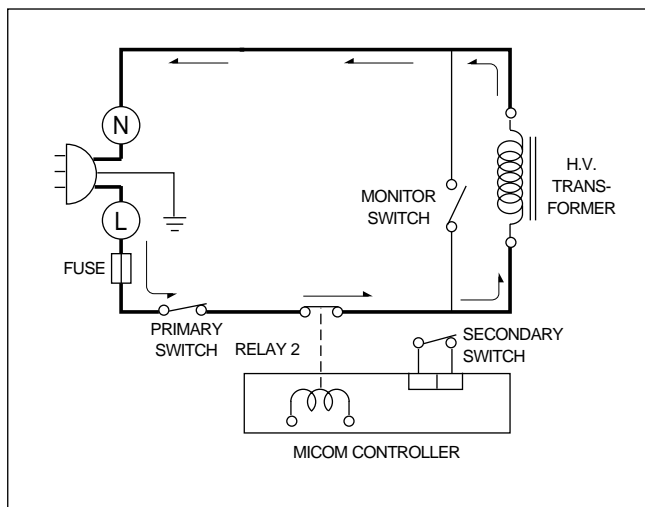 N
H.V.
TRANS-
FORMER
MONITOR
SWITCH
L
FUSE
PRIMARY
SWITCH
RELAY 2
SECONDARY
SWITCH
MICOM CONTROLLER